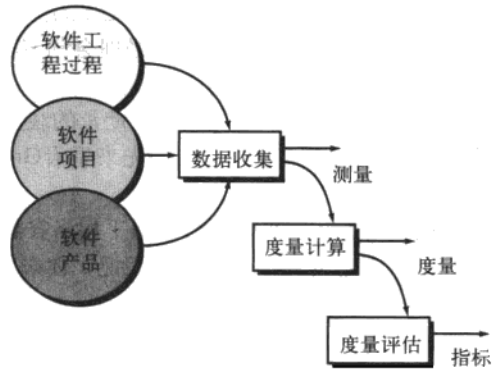 软件工
程过程
软件
项目
软件
产品
数据收集
测量
度量计算
度量
度量评估
指标